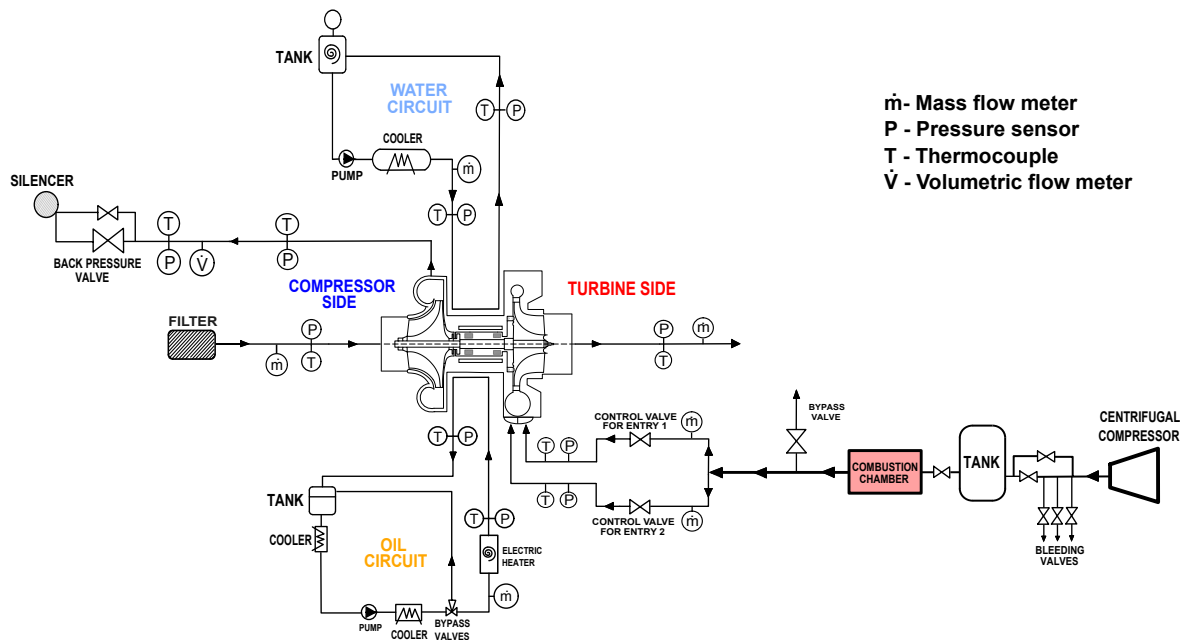 TANK
WATER
CIRCUIT
T
P
COOLER
PUMP
ṁ
T
P
ṁ- Mass flow meter
P - Pressure sensor
T - Thermocouple
V̇ - Volumetric flow meter
SILENCER
BACK PRESSURE
VALVE
T
P
V̇
T
P
COMPRESSOR
SIDE
TURBINE SIDE
FILTER
ṁ
P
T
P
T
ṁ
BYPASS
VALVE
CENTRIFUGAL
COMPRESSOR
CONTROL VALVE
FOR ENTRY 1
ṁ
T
P
T
P
CONTROL VALVE
FOR ENTRY 2
ṁ
COMBUSTION
CHAMBER
TANK
BLEEDING
VALVES
T
P
TANK
COOLER
OIL
CIRCUIT
T
P
ELECTRIC
HEATER
ṁ
PUMP
COOLER
BYPASS
VALVES